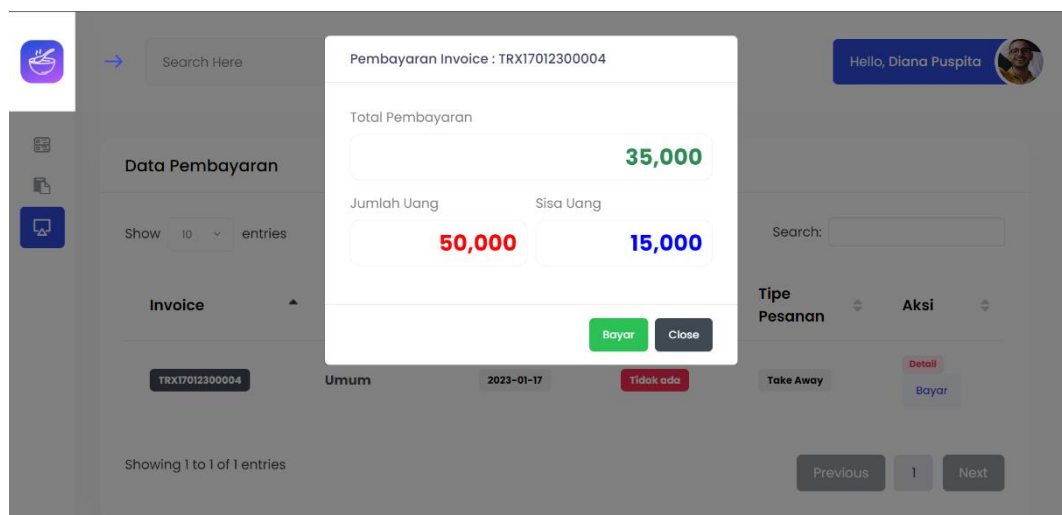 Search Here
Hello, Diana Puspita
Pembayaran Invoice : TRX17012300004
Total Pembayaran
35,000
Jumlah Uang Sisa Uang
50,000 15,000
Bayar Close
Data Pembayaran
Show 10 entries Search:
Invoice Tipe Pesanan Aksi
TRX17012300004 Umum 2023-01-17 Tidak ada Take Away Detail
Bayar
Showing 1 to 1 of 1 entries Previous 1 Next